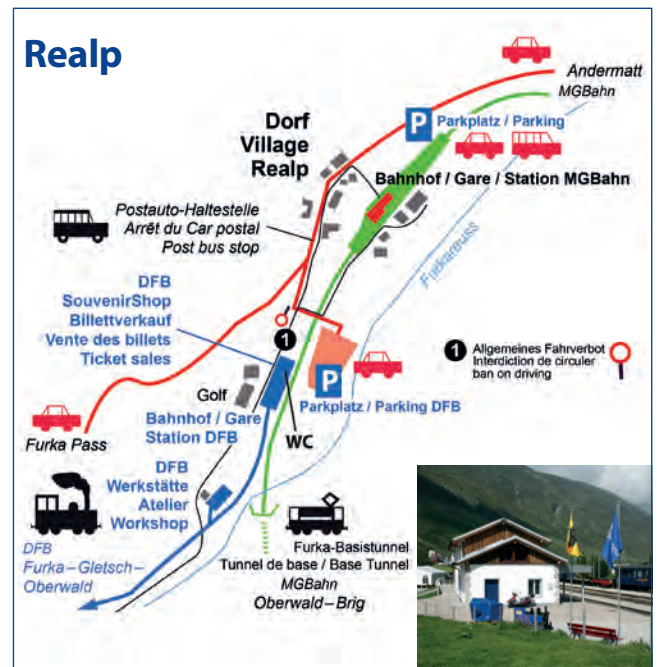 Realp
Andermatt
MGBahn
P Parkplatz / Parking
Dorf
Village
Realp
Bahnhof / Gare / Station MGBahn
Postauto-Haltestelle
Arrêt du Car postal
Post bus stop
Furkareuss
DFB
SouvenirShop
Billettverkauf
Vente des billets
Ticket sales
1
1 Allgemeines Fahrverbot
Interdiction de circuler
ban on driving
Golf
P
Parkplatz / Parking DFB
Bahnhof / Gare
Station DFB
WC
Furka Pass
DFB
Werkstätte
Atelier
Workshop
DFB
Furka – Gletsch –
Oberwald
Furka-Basistunnel
Tunnel de base / Base Tunnel
MGBahn
Oberwald – Brig